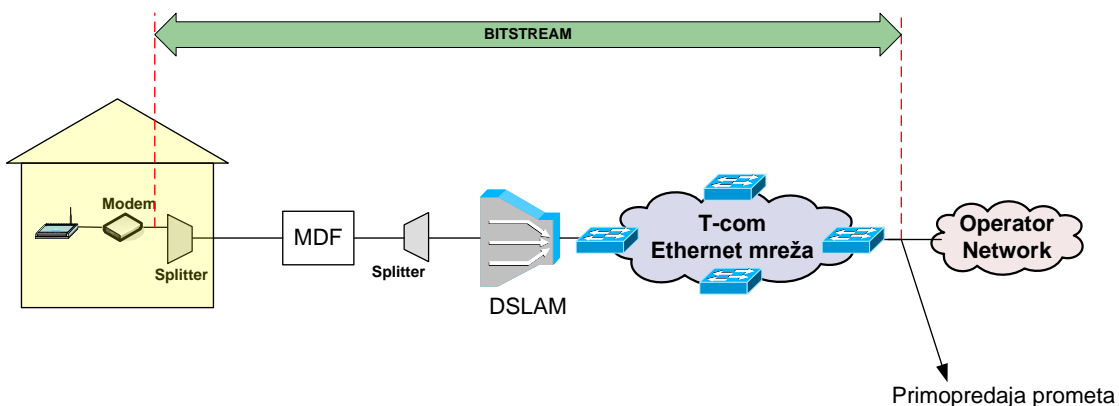 BITSTREAM
Modem
Splitter
MDF
Splitter
DSLAM
T-com
Ethernet mreža
Operator
Network
Primopredaja prometa